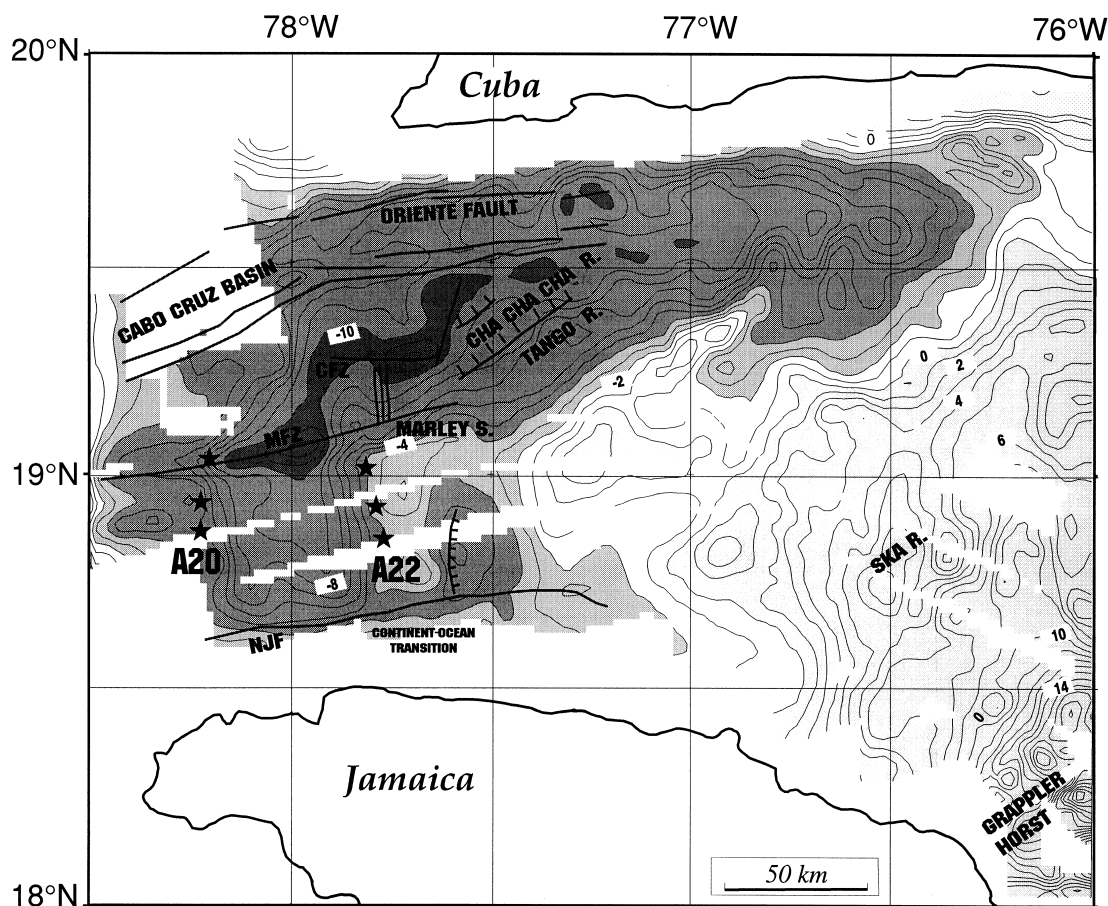 78°W
77°W
76°W
20°N
Cuba
0
ORIENTE FAULT
CABO CRUZ BASIN
CHA CHA CHA R.
TANGO R.
-10
CFZ
0
2
-2
4
MARLEY S.
MFZ
-4
6
19°N
SKA R.
A20
A22
-8
NJF
CONTINENT-OCEAN
TRANSITION
10
14
0
Jamaica
GRAPPLER
HORST
50 km
18°N